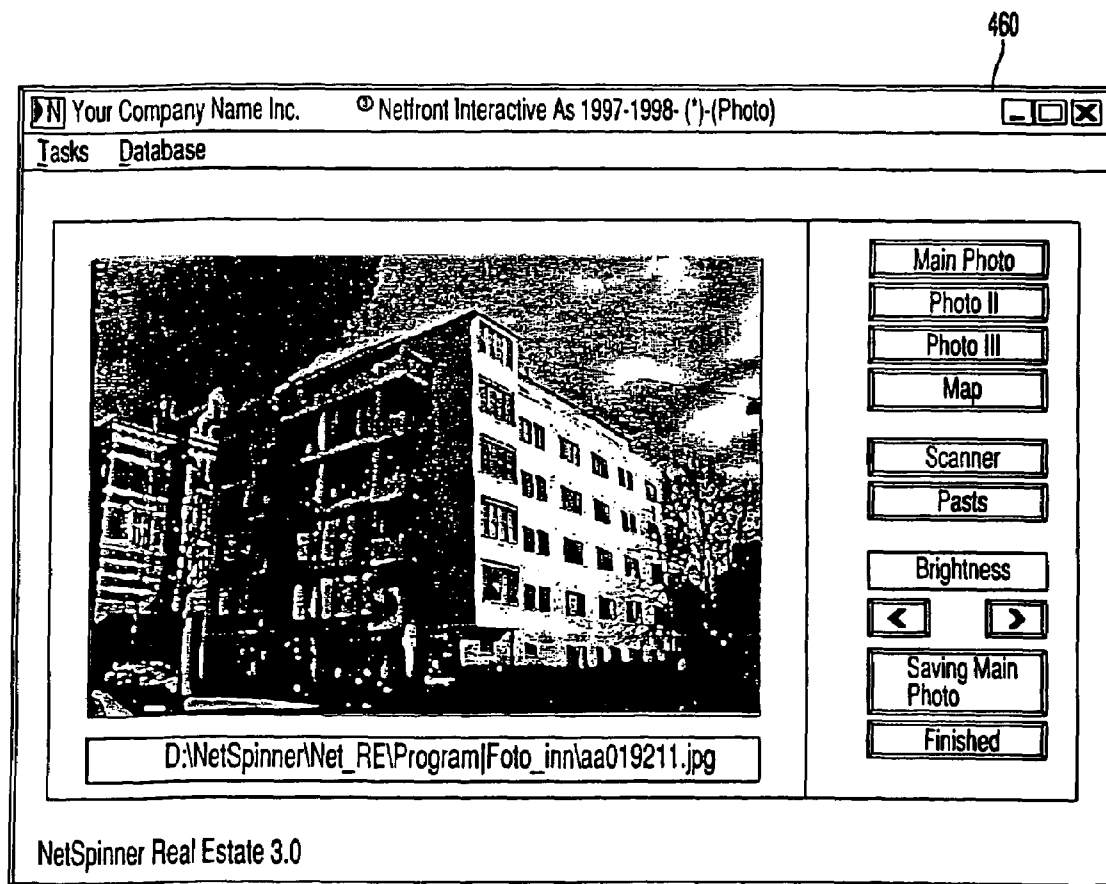 460
N Your Company Name Inc. ① Netfront Interactive As 1997-1998- (*)-(Photo)
Tasks Database
Main Photo
Photo II
Photo III
Map
Scanner
Pasts
Brightness
< >
Saving Main
Photo
Finished
D:\NetSpinner\Net_RE\Program|Foto_inn\aa019211.jpg
NetSpinner Real Estate 3.0